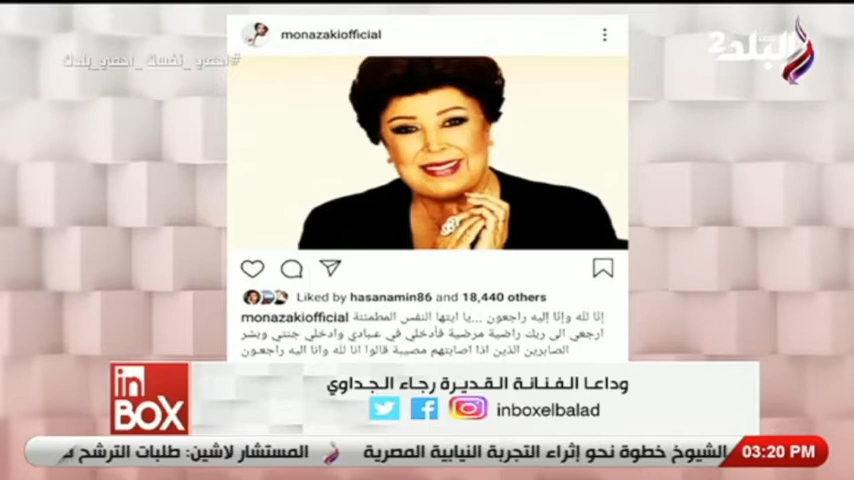 monazakiofficial
#احمي_نفسك_احمي_بلدك
صدى البلد 2
Liked by hasanamin86 and 18,440 others
monazakiofficial إنا لله وإنا إليه راجعون ...يا ايتها النفس المطمئنة
ارجعي الى ربك راضية مرضية فأدخلي في عبادي وأدخلي جنتي وبشر
الصابرين الذين اذا اصابتهم مصيبة قالوا انا لله وانا اليه راجعون
in BOX
وداعا الفنانة القديرة رجاء الجداوي
inboxelbalad
الشيوخ خطوة نحو إثراء التجربة النيابية المصرية
المستشار لاشين: طلبات الترشح
03:20 PM